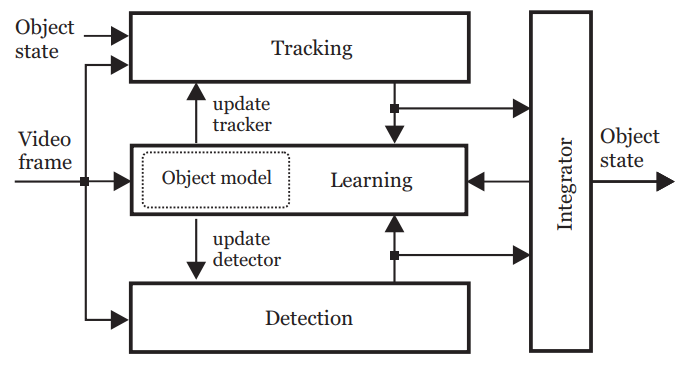 Object
state
Tracking
update
tracker
Video
frame
Object model
Learning
Integrator
Object
state
update
detector
Detection